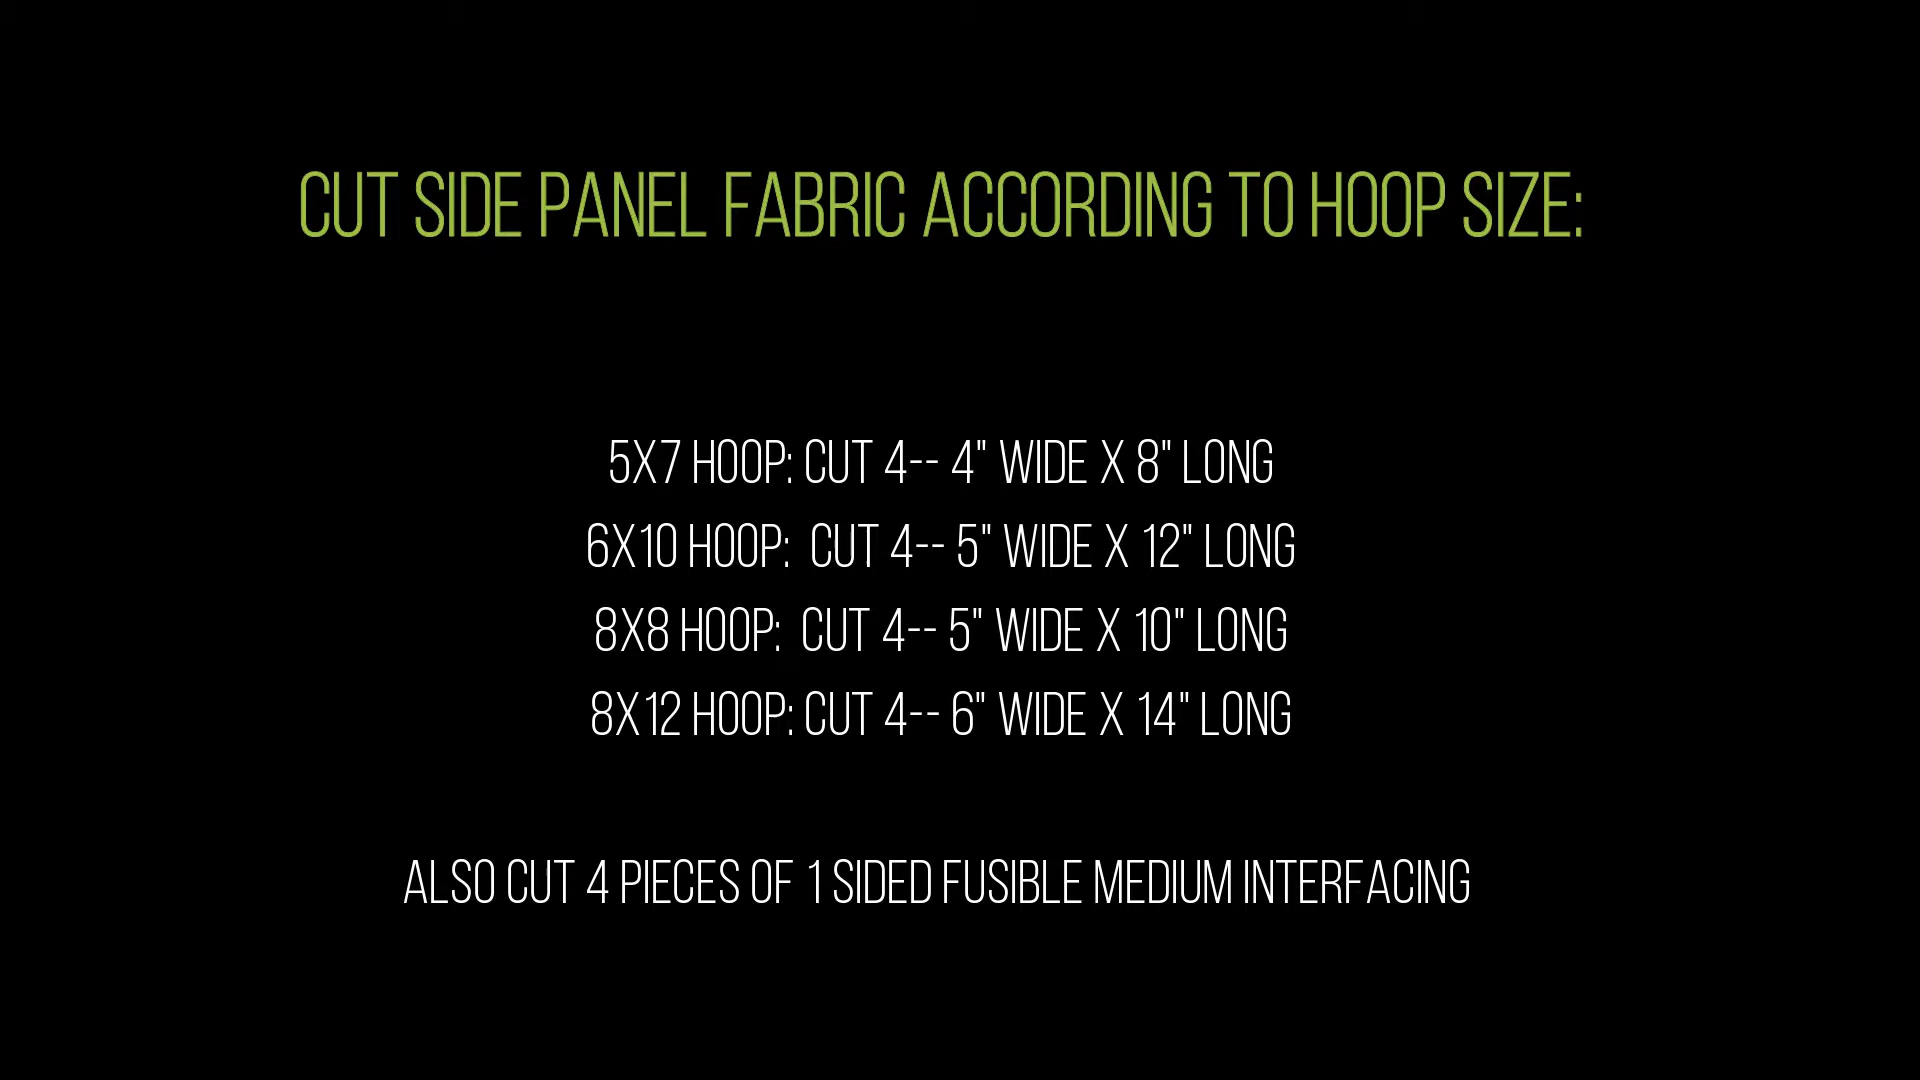 CUT SIDE PANEL FABRIC ACCORDING TO HOOP SIZE:
5X7 HOOP: CUT 4-- 4" WIDE X 8" LONG
6X10 HOOP:  CUT 4-- 5" WIDE X 12" LONG
8X8 HOOP:  CUT 4-- 5" WIDE X 10" LONG
8X12 HOOP: CUT 4-- 6" WIDE X 14" LONG
ALSO CUT 4 PIECES OF 1 SIDED FUSIBLE MEDIUM INTERFACING